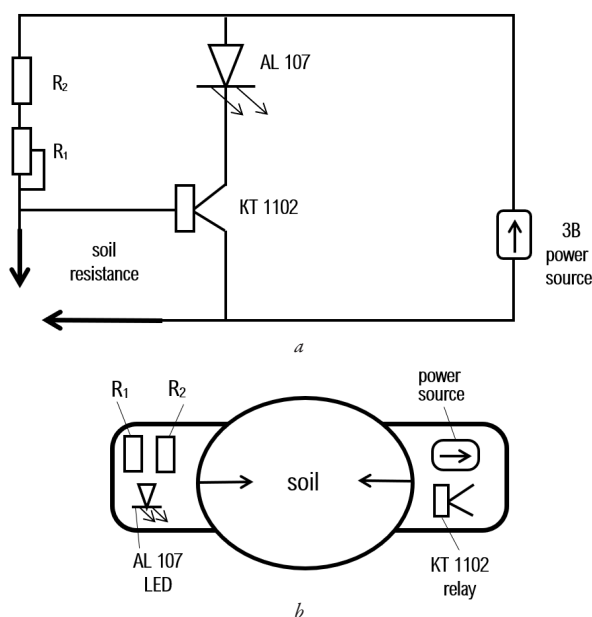 AL 107
R2
R1
KT 1102
soil
resistance
3B
power
source
a
R1
R2
power
source
soil
AL 107
LED
KT 1102
relay
b